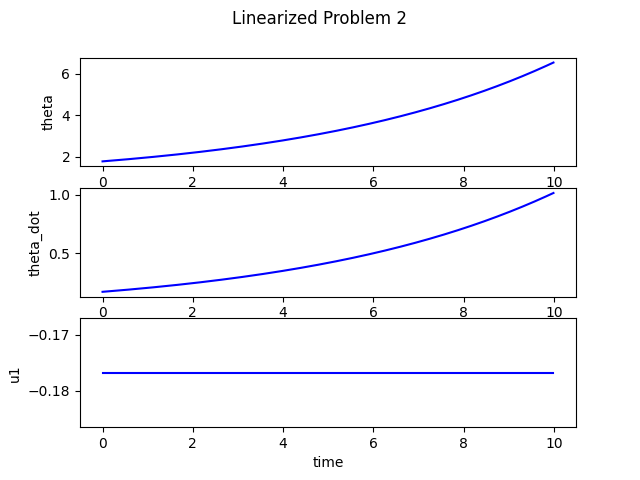 Linearized Problem 2
6
4
2
theta
0 2 4 6 8 10
1.0
0.5
theta_dot
0 2 4 6 8 10
−0.17
−0.18
u1
0 2 4 6 8 10
time